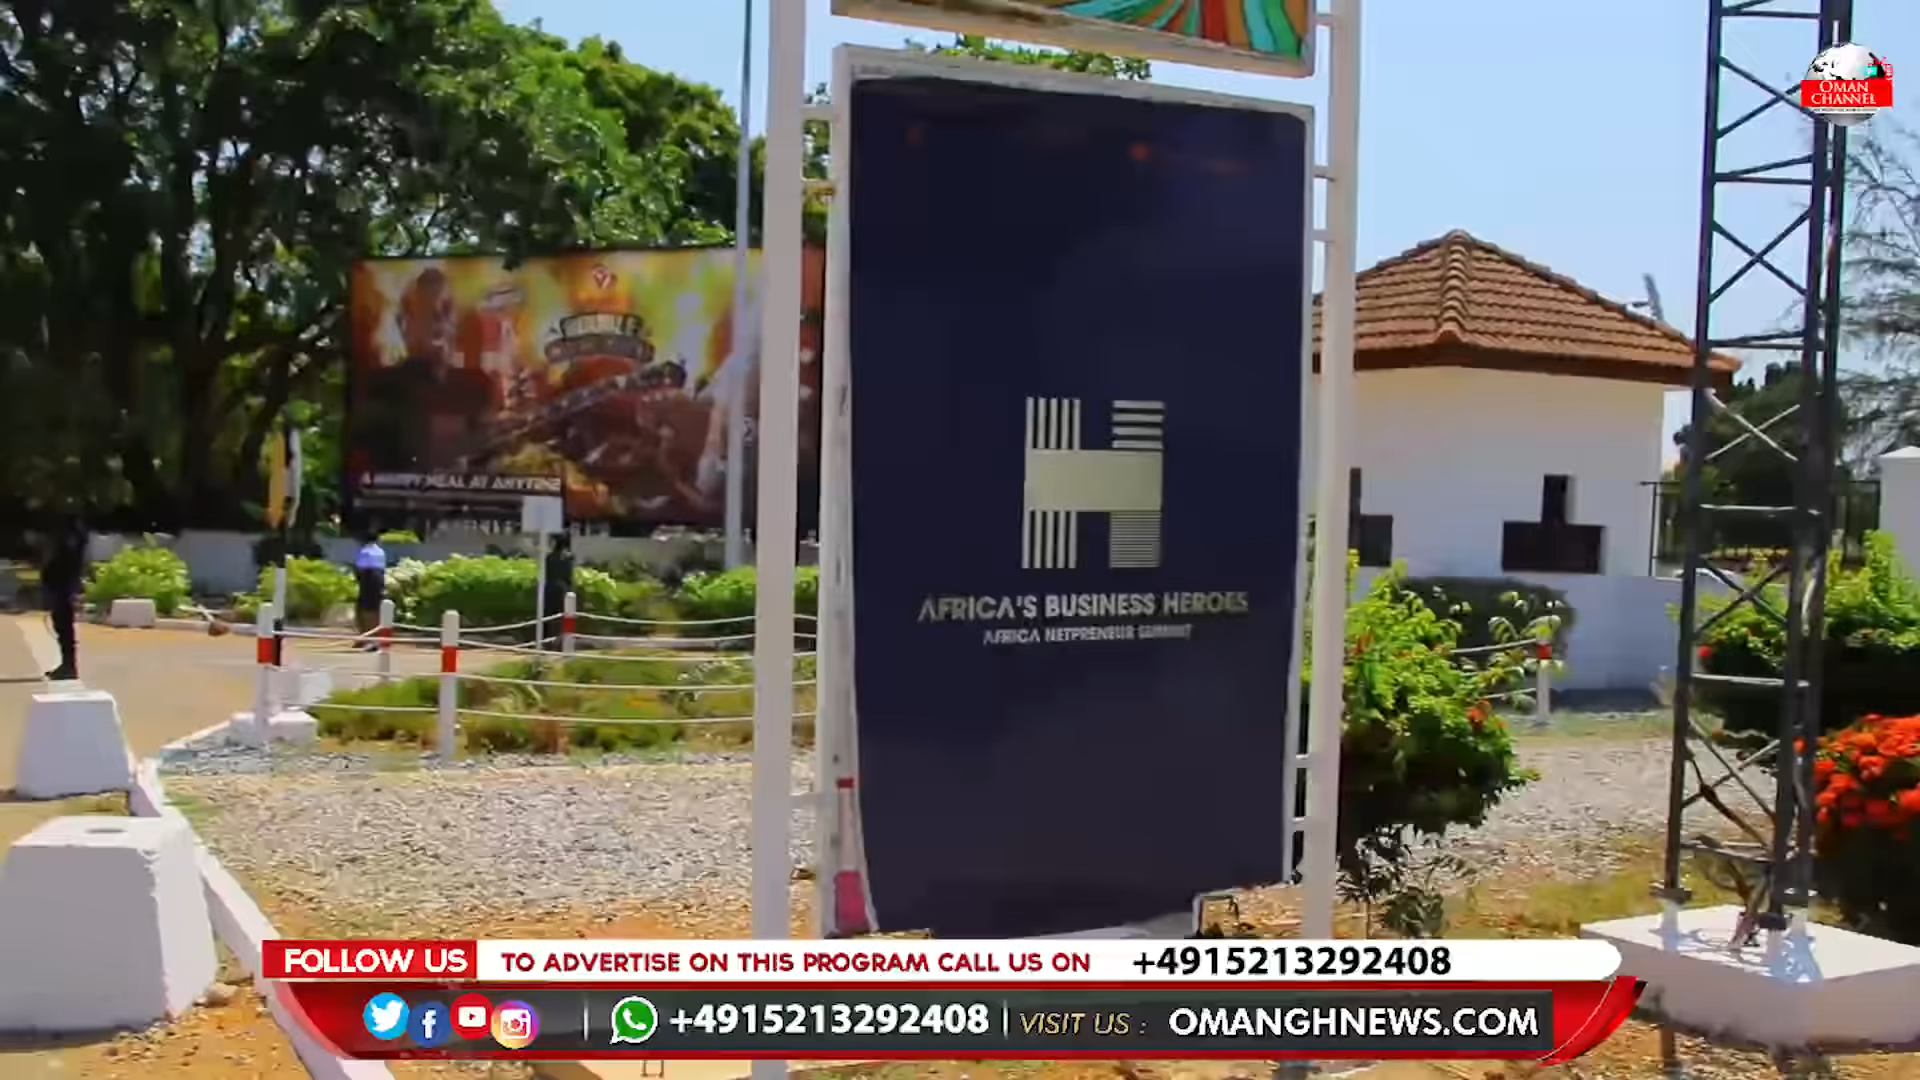 OMAN
CHANNEL
A HAPPY MEAL AT ANYTIME
AFRICA'S BUSINESS HEROES
AFRICA NETPRENEUR SUMMIT
FOLLOW US
TO ADVERTISE ON THIS PROGRAM CALL US ON
+4915213292408
+4915213292408
VISIT US :
OMANGHNEWS.COM